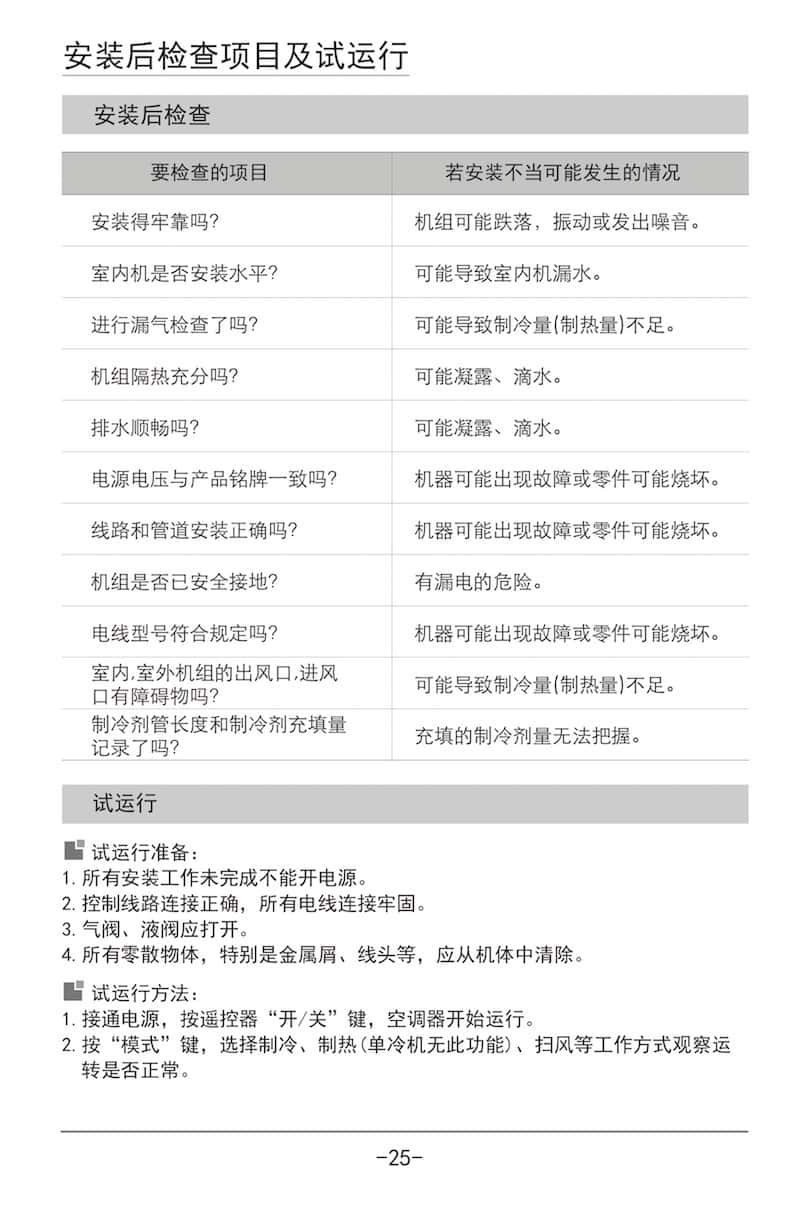 安装后检查项目及试运行
安装后检查
要检查的项目 若安装不当可能发生的情况
安装得牢靠吗? 机组可能跌落，振动或发出噪音。
室内机是否安装水平? 可能导致室内机漏水。
进行漏气检查了吗? 可能导致制冷量(制热量)不足。
机组隔热充分吗? 可能凝露、滴水。
排水顺畅吗? 可能凝露、滴水。
电源电压与产品铭牌一致吗? 机器可能出现故障或零件可能烧坏。
线路和管道安装正确吗? 机器可能出现故障或零件可能烧坏。
机组是否已安全接地? 有漏电的危险。
电线型号符合规定吗? 机器可能出现故障或零件可能烧坏。
室内,室外机组的出风口,进风
口有障碍物吗? 可能导致制冷量(制热量)不足。
制冷剂管长度和制冷剂充填量
记录了吗? 充填的制冷剂量无法把握。
试运行
试运行准备：
1. 所有安装工作未完成不能开电源。
2. 控制线路连接正确，所有电线连接牢固。
3. 气阀、液阀应打开。
4. 所有零散物体，特别是金属屑、线头等，应从机体中清除。
试运行方法：
1. 接通电源，按遥控器“开/关”键，空调器开始运行。
2. 按“模式”键，选择制冷、制热(单冷机无此功能)、扫风等工作方式观察运
转是否正常。
-25-